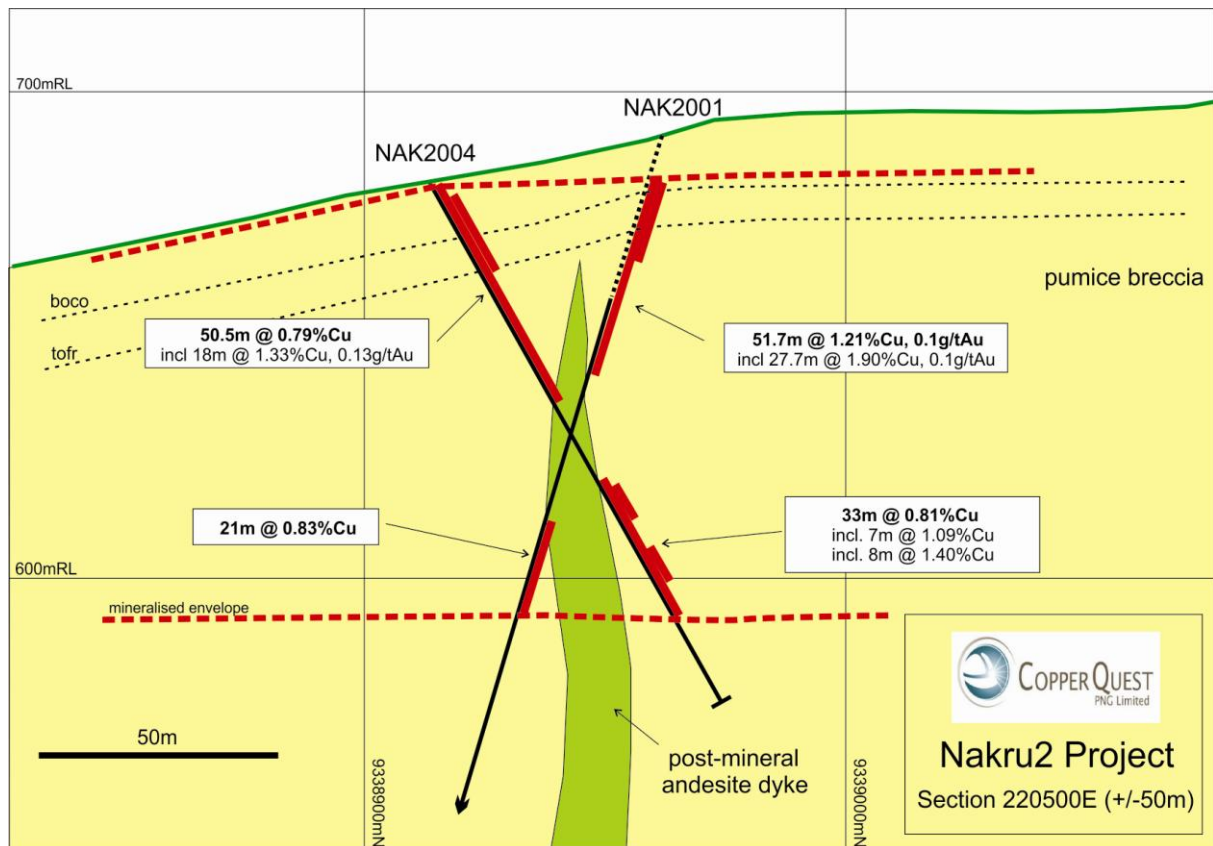 700mRL
NAK2001
NAK2004
pumice breccia
boco
tofr
50.5m @ 0.79%Cu
incl 18m @ 1.33%Cu, 0.13g/tAu
51.7m @ 1.21%Cu, 0.1g/tAu
incl 27.7m @ 1.90%Cu, 0.1g/tAu
21m @ 0.83%Cu
33m @ 0.81%Cu
incl. 7m @ 1.09%Cu
incl. 8m @ 1.40%Cu
600mRL
mineralised envelope
50m
post-mineral
andesite dyke
9338900mN
9339000mN
COPPERQUEST
PNG Limited
Nakru2 Project
Section 220500E (+/-50m)